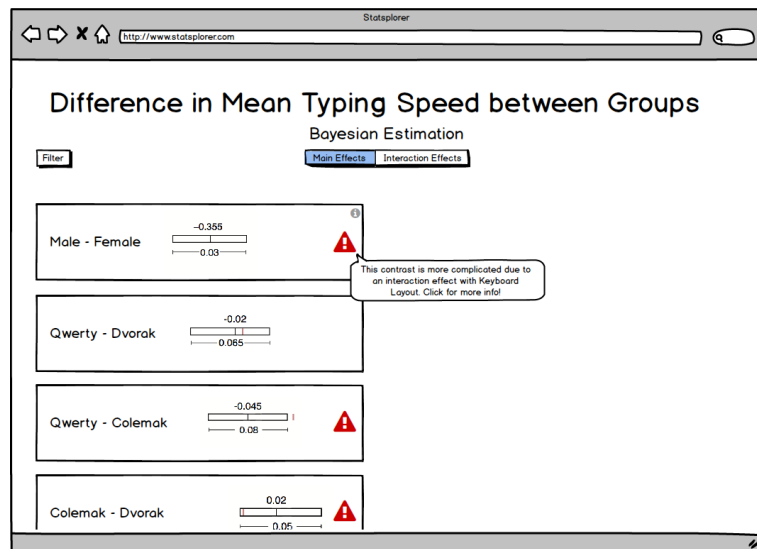 Statsplorer
http://www.statsplorer.com
Difference in Mean Typing Speed between Groups
Bayesian Estimation
Filter
Main Effects
Interaction Effects
Male - Female
-0.355
0.03
This contrast is more complicated due to
an interaction effect with Keyboard
Layout. Click for more info!
Qwerty - Dvorak
-0.02
0.065
Qwerty - Colemak
-0.045
0.08
Colemak - Dvorak
0.02
0.05